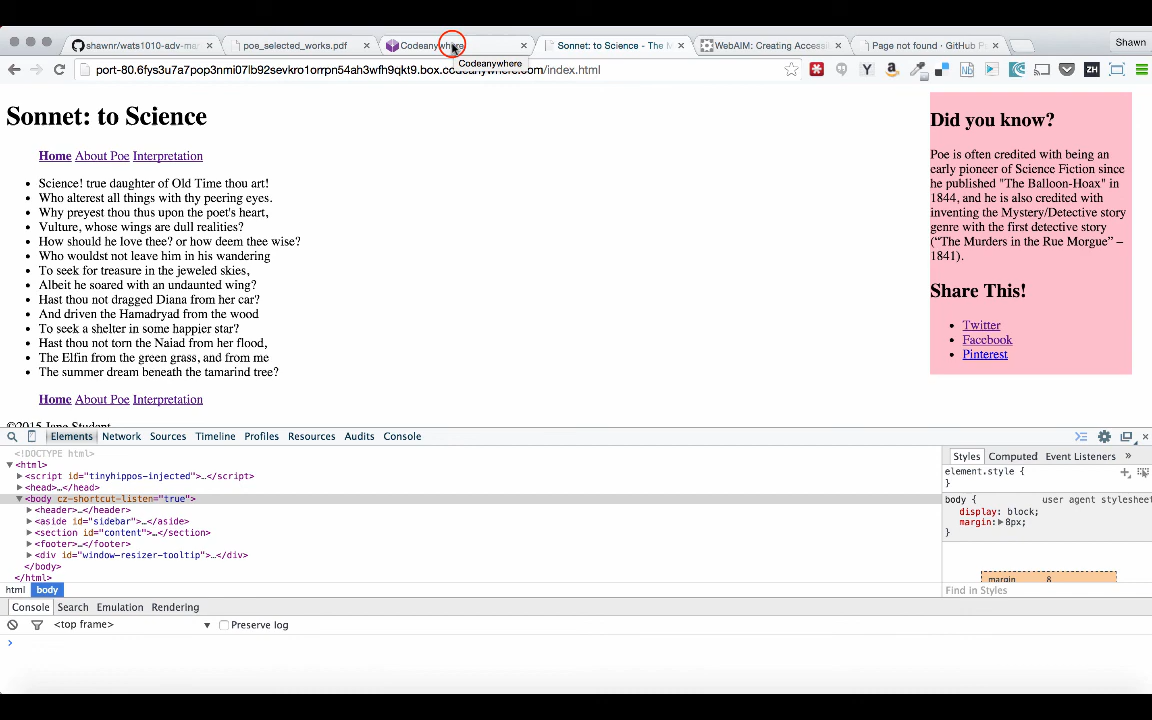 shawnr/wats1010-adv-mar
poe_selected_works.pdf
Codeanywhere
Sonnet: to Science - The M
WebAIM: Creating Accessi
Page not found · GitHub P
Shawn
Codeanywhere
port-80.6fys3u7a7pop3nmi07lb92sevkro1orrpn54ah3wfh9qkt9.box.codeanywhere.com/index.html
Sonnet: to Science
Home About Poe Interpretation
Science! true daughter of Old Time thou art!
Who alterest all things with thy peering eyes.
Why preyest thou thus upon the poet's heart,
Vulture, whose wings are dull realities?
How should he love thee? or how deem thee wise?
Who wouldst not leave him in his wandering
To seek for treasure in the jeweled skies,
Albeit he soared with an undaunted wing?
Hast thou not dragged Diana from her car?
And driven the Hamadryad from the wood
To seek a shelter in some happier star?
Hast thou not torn the Naiad from her flood,
The Elfin from the green grass, and from me
The summer dream beneath the tamarind tree?
Home About Poe Interpretation
©2015 Jane Student
Did you know?
Poe is often credited with being an
early pioneer of Science Fiction since
he published "The Balloon-Hoax" in
1844, and he is also credited with
inventing the Mystery/Detective story
genre with the first detective story
(“The Murders in the Rue Morgue” –
1841).
Share This!
Twitter
Facebook
Pinterest
Elements Network Sources Timeline Profiles Resources Audits Console
<!DOCTYPE html>
<html>
<script id="tinyhippos-injected">…</script>
<head>…</head>
<body cz-shortcut-listen="true">
<header>…</header>
<aside id="sidebar">…</aside>
<section id="content">…</section>
<footer>…</footer>
<div id="window-resizer-tooltip">…</div>
</body>
</html>
html body
Styles Computed Event Listeners »
element.style {
}
body { user agent stylesheet
display: block;
margin: 8px;
}
margin 8
Find in Styles
Console Search Emulation Rendering
<top frame> Preserve log